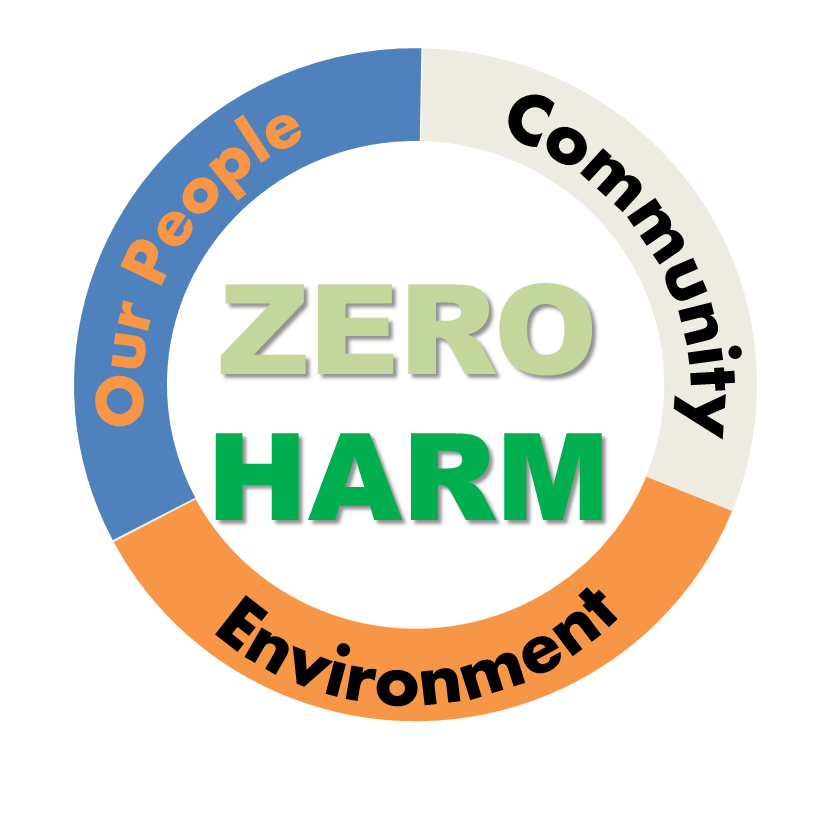 Our People
Community
ZERO
HARM
Environment